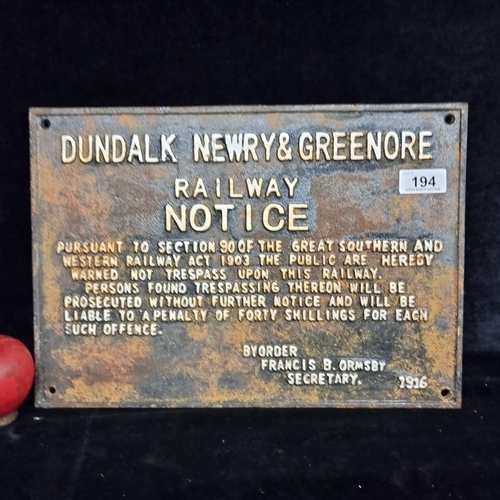 DUNDALK NEWRY & GREENORE
194
RAILWAY
NOTICE
PURSUANT TO SECTION 90 OF THE GREAT SOUTHERN AND
WESTERN RAILWAY ACT 1903 THE PUBLIC ARE HEREBY
WARNED NOT TRESPASS UPON THIS RAILWAY.
PERSONS FOUND TRESPASSING THEREON WILL BE
PROSECUTED WITHOUT FURTHER NOTICE AND WILL BE
LIABLE TO A PENALTY OF FORTY SHILLINGS FOR EACH
SUCH OFFENCE.
BY ORDER
FRANCIS B. ORMSBY
SECRETARY. 1916